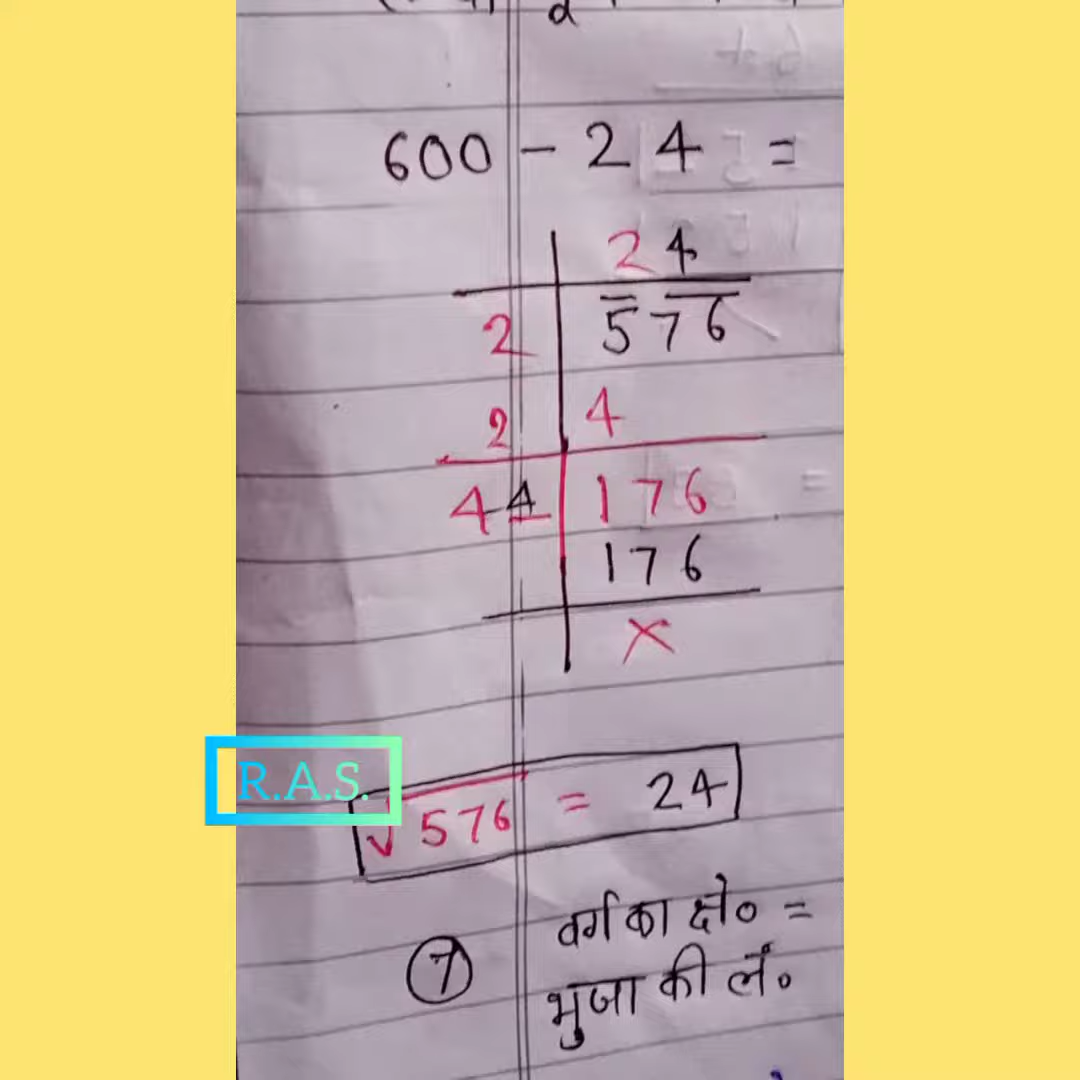 600 - 24 =
24
2 | 576
2 | 4
44 | 176
176
×
R.A.S.
√576 = 24
⑦ वर्ग का क्षे० =
भुजा की लं०